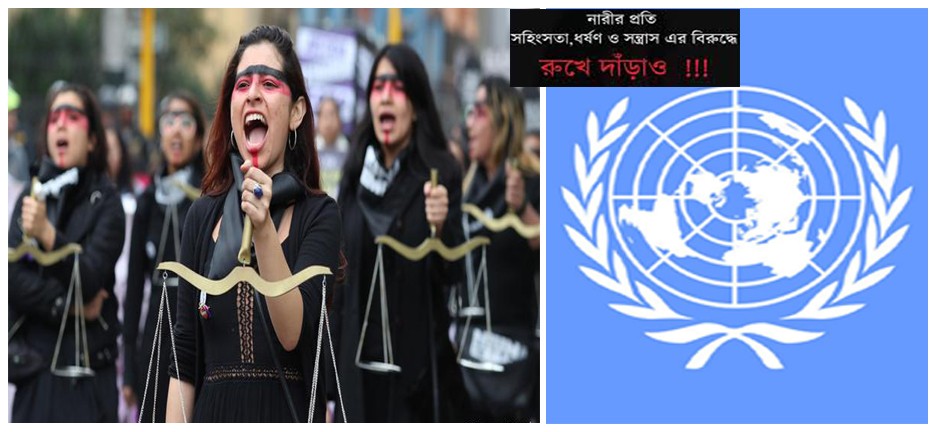 নারীর প্রতি
সহিংসতা,ধর্ষণ ও সন্ত্রাস এর বিরুদ্ধে
রুখে দাঁড়াও !!!